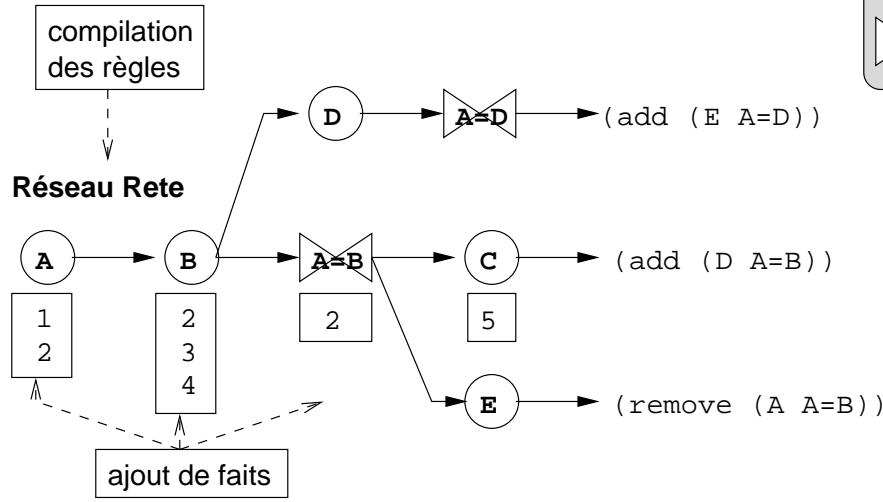 compilation
des règles
D
A=D
(add (E A=D))
Réseau Rete
A
B
A=B
C
(add (D A=B))
1
2
2
3
4
2
5
E
(remove (A A=B))
ajout de faits